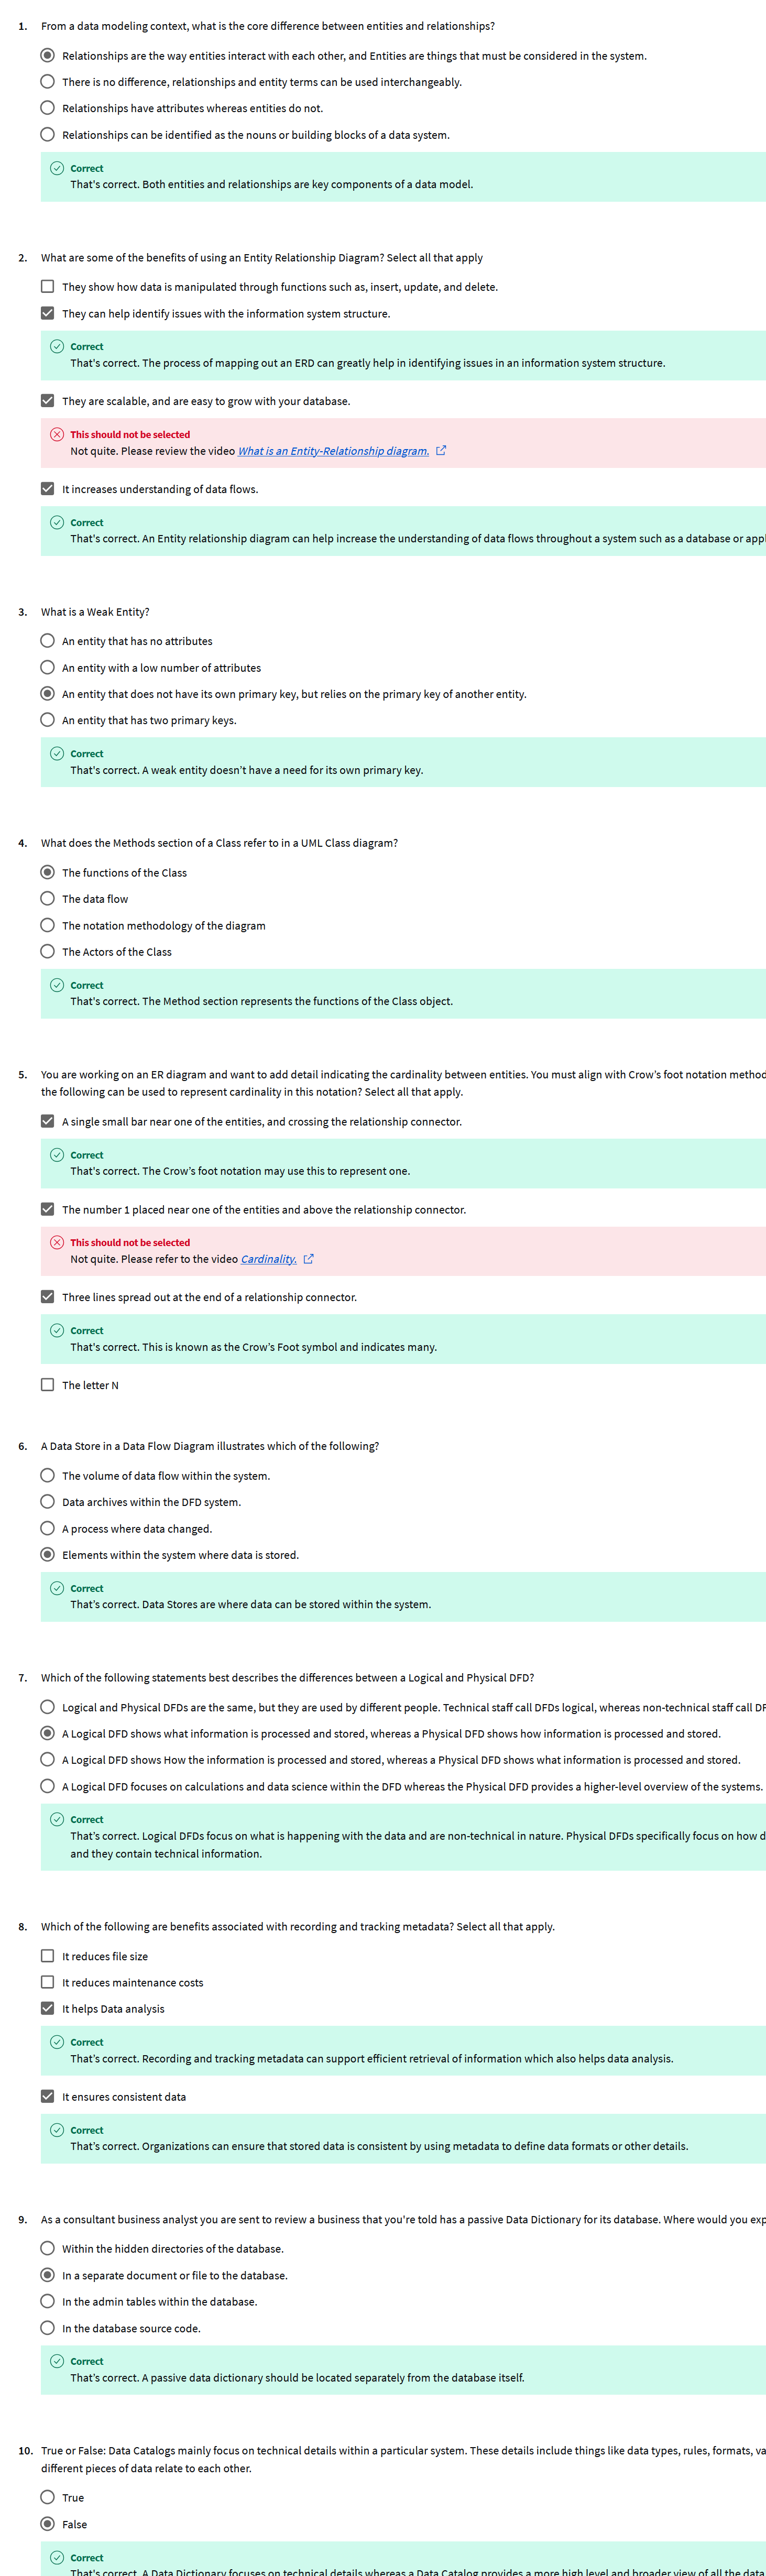 1. From a data modeling context, what is the core difference between entities and relationships?
Relationships are the way entities interact with each other, and Entities are things that must be considered in the system.
There is no difference, relationships and entity terms can be used interchangeably.
Relationships have attributes whereas entities do not.
Relationships can be identified as the nouns or building blocks of a data system.
Correct
That's correct. Both entities and relationships are key components of a data model.
2. What are some of the benefits of using an Entity Relationship Diagram? Select all that apply
They show how data is manipulated through functions such as, insert, update, and delete.
They can help identify issues with the information system structure.
Correct
That's correct. The process of mapping out an ERD can greatly help in identifying issues in an information system structure.
They are scalable, and are easy to grow with your database.
This should not be selected
Not quite. Please review the video What is an Entity-Relationship diagram.
It increases understanding of data flows.
Correct
That's correct. An Entity relationship diagram can help increase the understanding of data flows throughout a system such as a database or appl
3. What is a Weak Entity?
An entity that has no attributes
An entity with a low number of attributes
An entity that does not have its own primary key, but relies on the primary key of another entity.
An entity that has two primary keys.
Correct
That's correct. A weak entity doesn't have a need for its own primary key.
4. What does the Methods section of a Class refer to in a UML Class diagram?
The functions of the Class
The data flow
The notation methodology of the diagram
The Actors of the Class
Correct
That's correct. The Method section represents the functions of the Class object.
5. You are working on an ER diagram and want to add detail indicating the cardinality between entities. You must align with Crow's foot notation method
the following can be used to represent cardinality in this notation? Select all that apply.
A single small bar near one of the entities, and crossing the relationship connector.
Correct
That's correct. The Crow's foot notation may use this to represent one.
The number 1 placed near one of the entities and above the relationship connector.
This should not be selected
Not quite. Please refer to the video Cardinality.
Three lines spread out at the end of a relationship connector.
Correct
That's correct. This is known as the Crow's Foot symbol and indicates many.
The letter N
6. A Data Store in a Data Flow Diagram illustrates which of the following?
The volume of data flow within the system.
Data archives within the DFD system.
A process where data changed.
Elements within the system where data is stored.
Correct
That's correct. Data Stores are where data can be stored within the system.
7. Which of the following statements best describes the differences between a Logical and Physical DFD?
Logical and Physical DFDs are the same, but they are used by different people. Technical staff call DFDs logical, whereas non-technical staff call DF
A Logical DFD shows what information is processed and stored, whereas a Physical DFD shows how information is processed and stored.
A Logical DFD shows How the information is processed and stored, whereas a Physical DFD shows what information is processed and stored.
A Logical DFD focuses on calculations and data science within the DFD whereas the Physical DFD provides a higher-level overview of the systems.
Correct
That's correct. Logical DFDs focus on what is happening with the data and are non-technical in nature. Physical DFDs specifically focus on how d
and they contain technical information.
8. Which of the following are benefits associated with recording and tracking metadata? Select all that apply.
It reduces file size
It reduces maintenance costs
It helps Data analysis
Correct
That's correct. Recording and tracking metadata can support efficient retrieval of information which also helps data analysis.
It ensures consistent data
Correct
That's correct. Organizations can ensure that stored data is consistent by using metadata to define data formats or other details.
9. As a consultant business analyst you are sent to review a business that you're told has a passive Data Dictionary for its database. Where would you exp
Within the hidden directories of the database.
In a separate document or file to the database.
In the admin tables within the database.
In the database source code.
Correct
That's correct. A passive data dictionary should be located separately from the database itself.
10. True or False: Data Catalogs mainly focus on technical details within a particular system. These details include things like data types, rules, formats, va
different pieces of data relate to each other.
True
False
Correct
That's correct. A Data Dictionary focuses on technical details whereas a Data Catalog provides a more high level and broader view of all the data